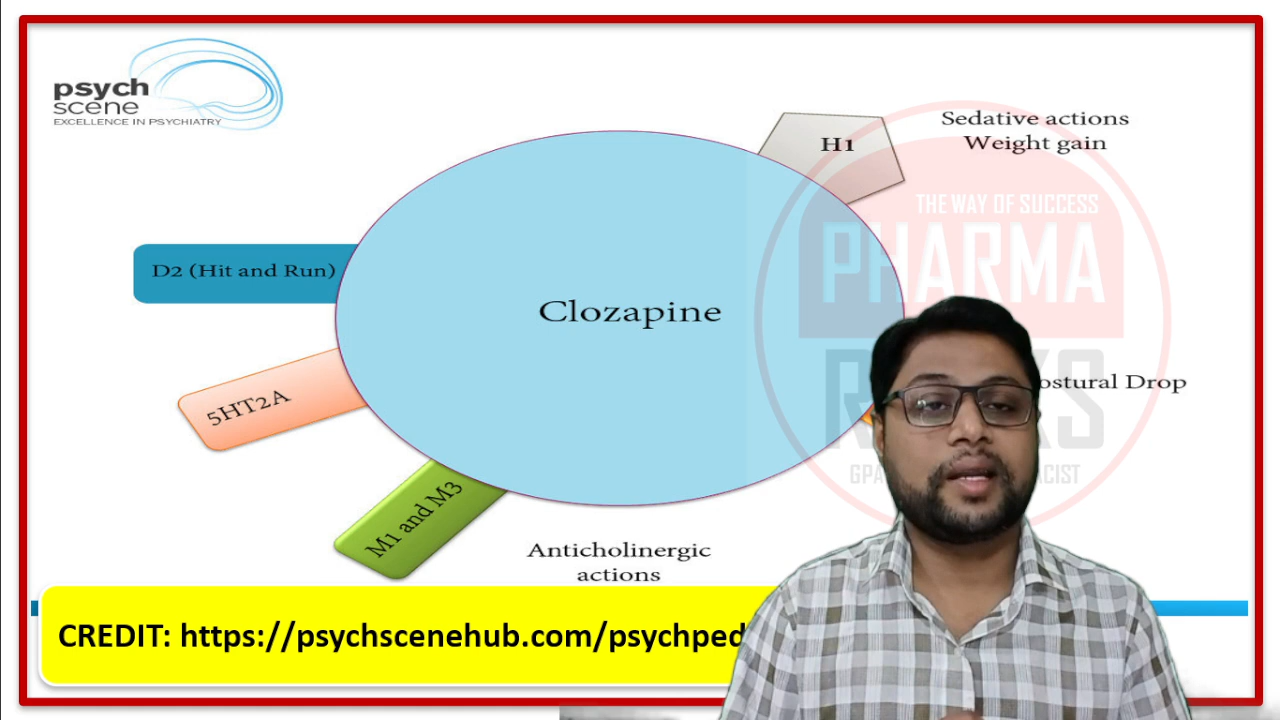 psych
scene
EXCELLENCE IN PSYCHIATRY
H1
Sedative actions
Weight gain
THE WAY OF SUCCESS
PHARMA
D2 (Hit and Run)
Clozapine
ostural Drop
5HT2A
M1 and M3
Anticholinergic
actions
CREDIT: https://psychscenehub.com/psychped